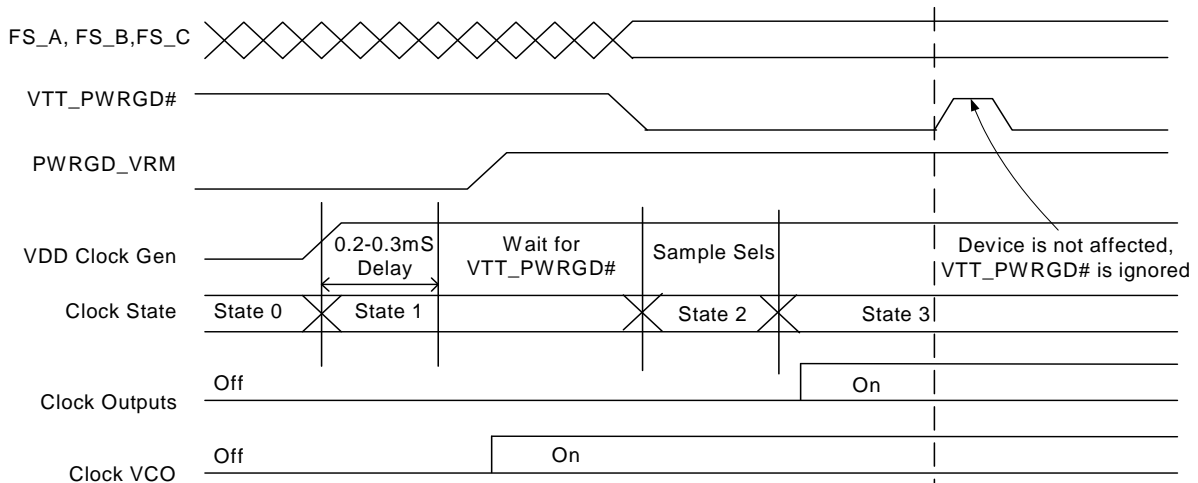 FS_A, FS_B,FS_C
VTT_PWRGD#
PWRGD_VRM
VDD Clock Gen
0.2-0.3mS
Delay
Wait for
VTT_PWRGD#
Sample Sels
Device is not affected,
VTT_PWRGD# is ignored
Clock State
State 0
State 1
State 2
State 3
Clock Outputs
Off
On
Clock VCO
Off
On